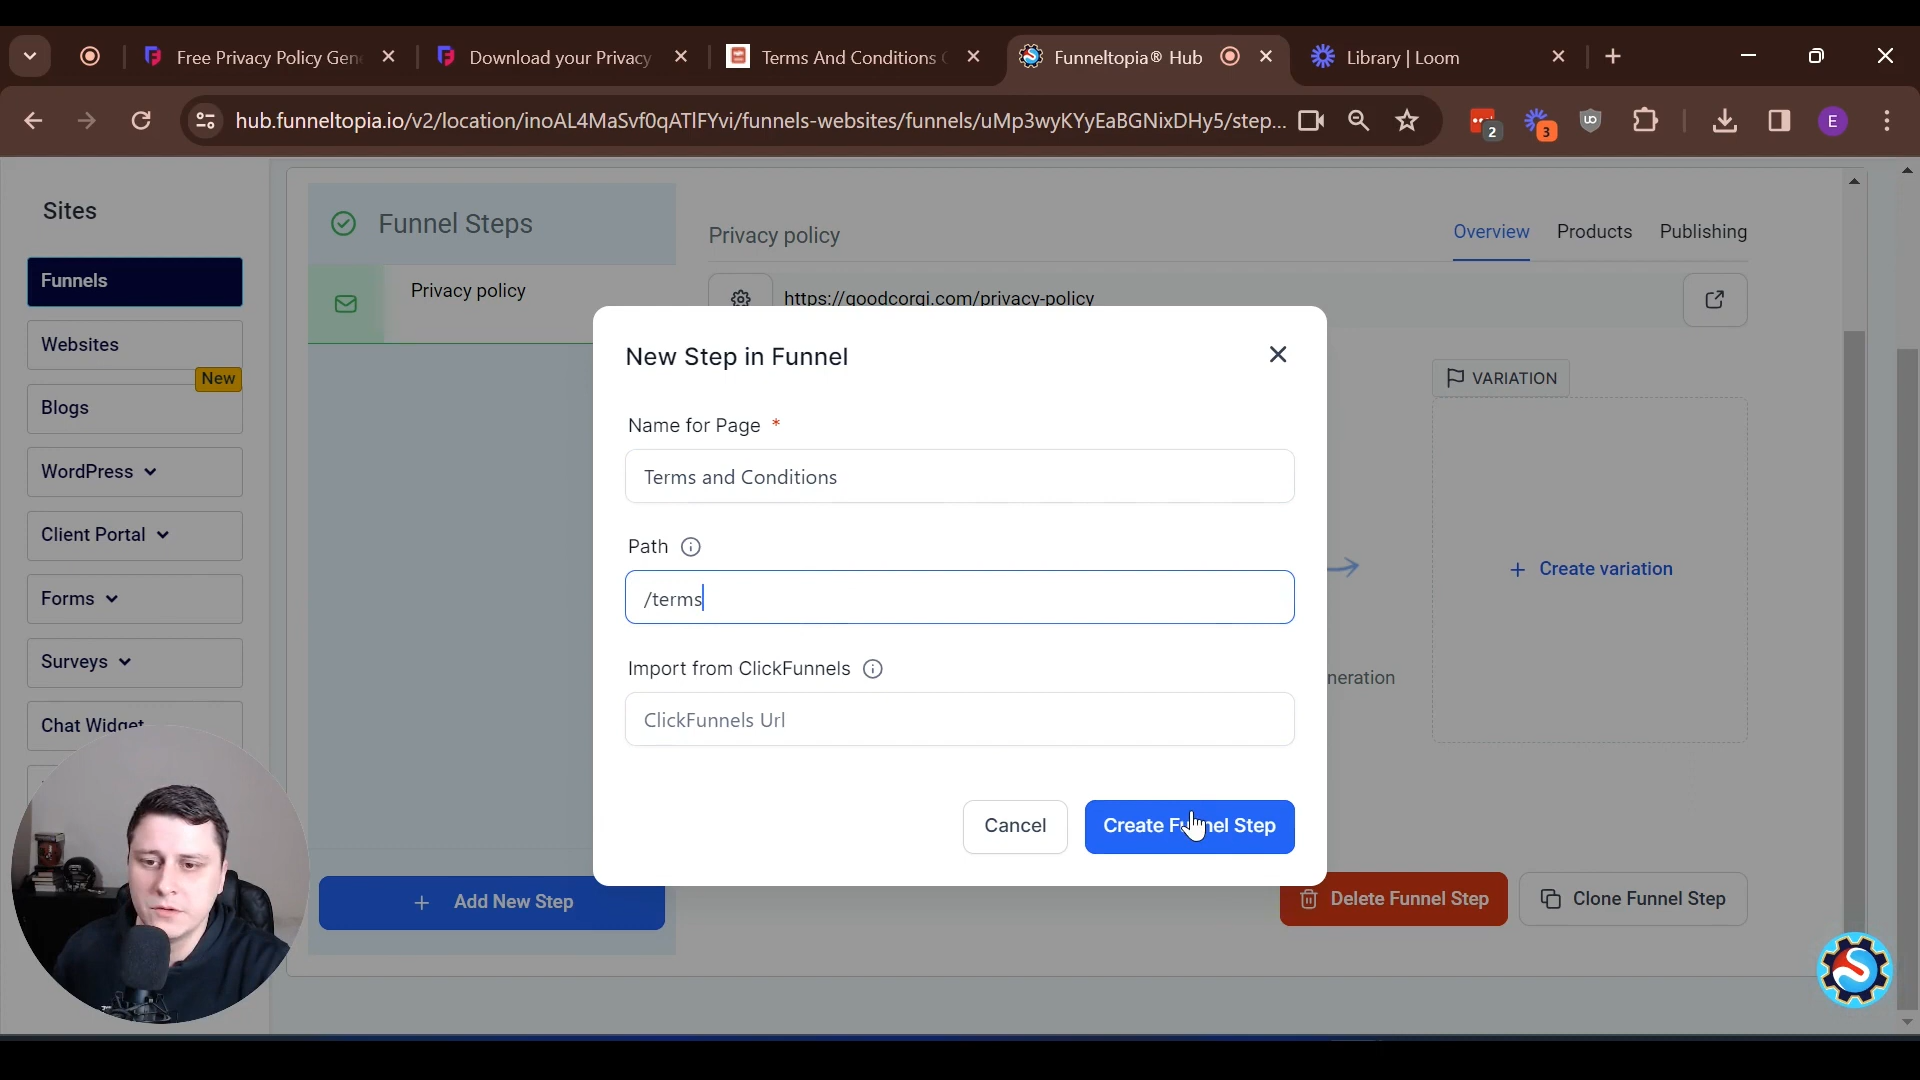 Free Privacy Policy Gen
Download your Privacy
Terms And Conditions
Funneltopia® Hub
Library | Loom
hub.funneltopia.io/v2/location/inoAL4MaSvf0qATlFYvi/funnels-websites/funnels/uMp3wyKYyEaBGNixDHy5/step...
2
3
E
Sites
Funnels
Websites
New
Blogs
WordPress
Client Portal
Forms
Surveys
Chat Widget
Funnel Steps
Privacy policy
Add New Step
Privacy policy
Overview
Products
Publishing
https://goodcorgi.com/privacy-policy
VARIATION
Create variation
neration
Delete Funnel Step
Clone Funnel Step
New Step in Funnel
Name for Page *
Terms and Conditions
Path
/terms
Import from ClickFunnels
ClickFunnels Url
Cancel
Create Funnel Step